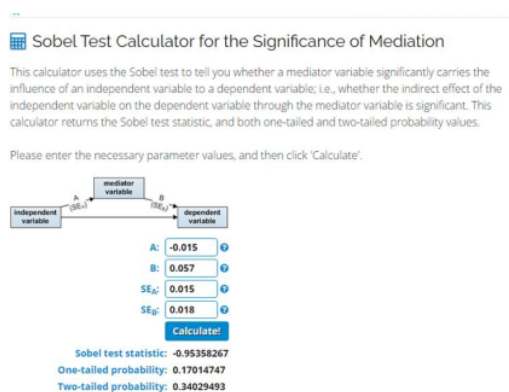 Sobel Test Calculator for the Significance of Mediation
This calculator uses the Sobel test to tell you whether a mediator variable significantly carries the
influence of an independent variable to a dependent variable; i.e., whether the indirect effect of the
independent variable on the dependent variable through the mediator variable is significant. This
calculator returns the Sobel test statistic, and both one-tailed and two-tailed probability values.
Please enter the necessary parameter values, and then click 'Calculate'.
mediator
variable
A
(SEA)
B
(SEB)
independent
variable
dependent
variable
A: -0.015 ?
B: 0.057 ?
SEA: 0.015 ?
SEB: 0.018 ?
Calculate!
Sobel test statistic: -0.95358267
One-tailed probability: 0.17014747
Two-tailed probability: 0.34029493